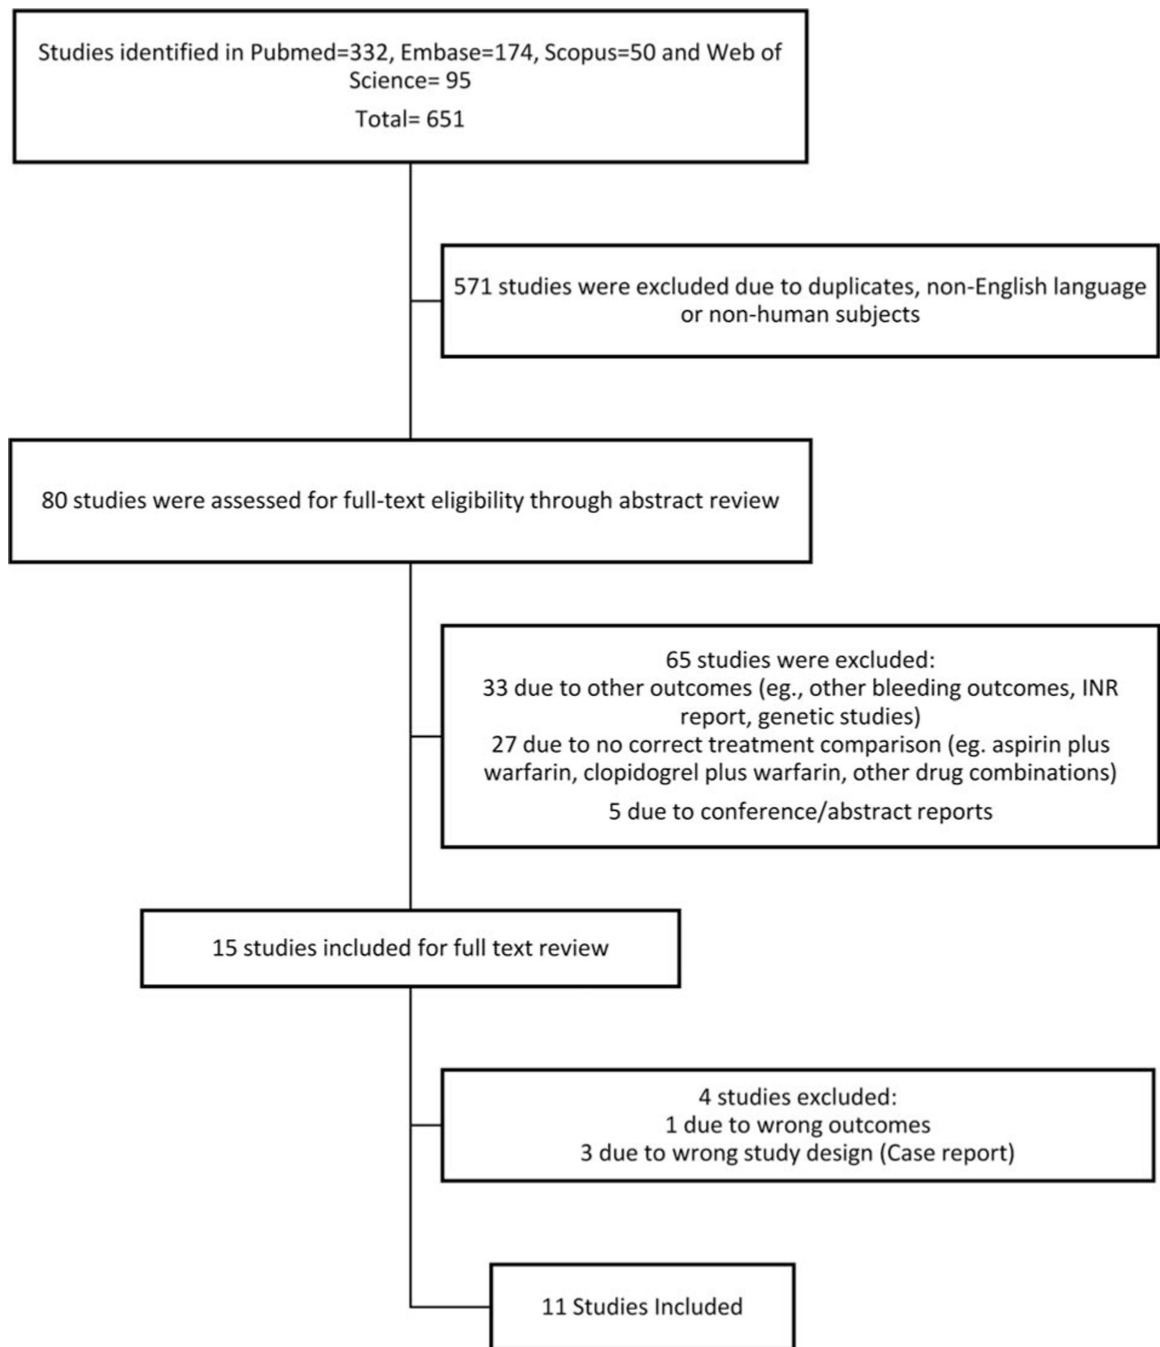 Studies identified in Pubmed=332, Embase=174, Scopus=50 and Web of
Science= 95
Total= 651
571 studies were excluded due to duplicates, non-English language
or non-human subjects
80 studies were assessed for full-text eligibility through abstract review
65 studies were excluded:
33 due to other outcomes (eg., other bleeding outcomes, INR
report, genetic studies)
27 due to no correct treatment comparison (eg. aspirin plus
warfarin, clopidogrel plus warfarin, other drug combinations)
5 due to conference/abstract reports
15 studies included for full text review
4 studies excluded:
1 due to wrong outcomes
3 due to wrong study design (Case report)
11 Studies Included